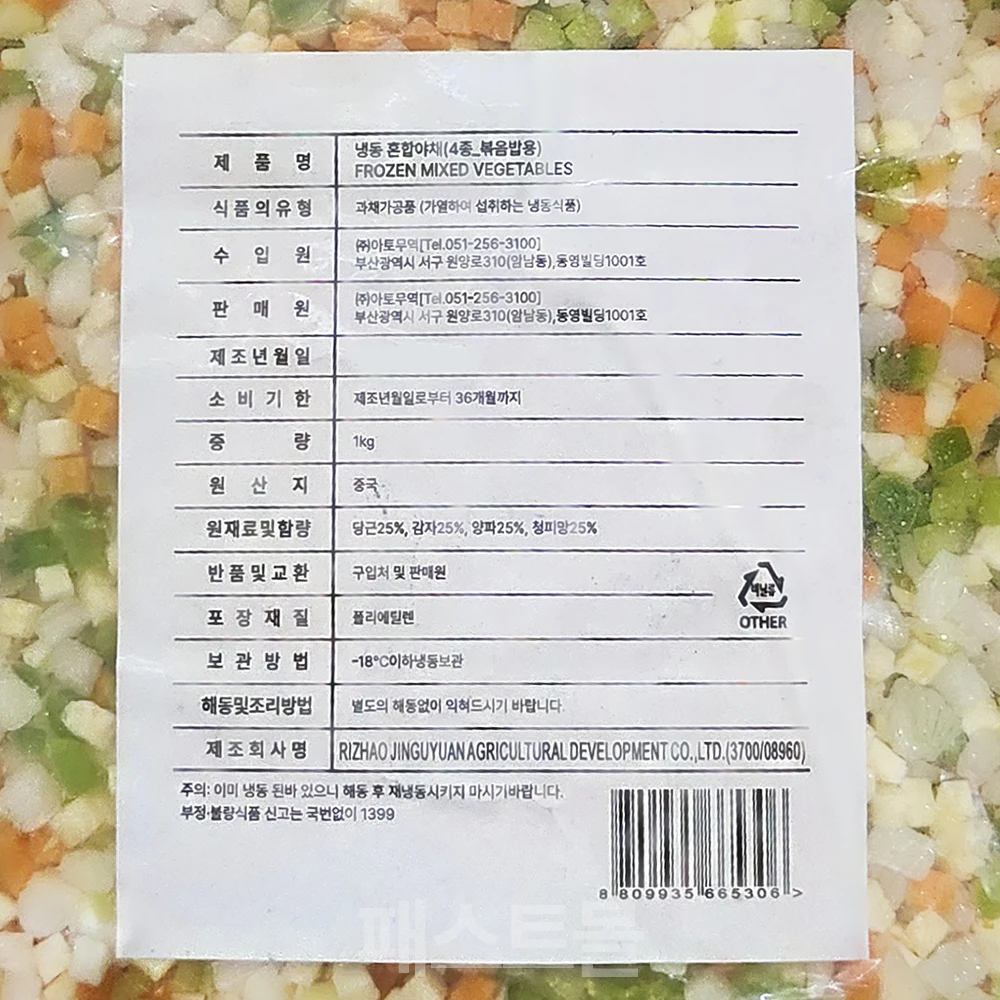 제품명 냉동 혼합야채(4종_볶음밥용)
FROZEN MIXED VEGETABLES
식품의유형 과채가공품 (가열하여 섭취하는 냉동식품)
수입원 ㈜아토무역[Tel.051-256-3100]
부산광역시 서구 원양로310(암남동),동영빌딩1001호
판매원 ㈜아토무역[Tel.051-256-3100]
부산광역시 서구 원양로310(암남동),동영빌딩1001호
제조년월일
소비기한 제조년월일로부터 36개월까지
중량 1kg
원산지 중국
원재료및함량 당근25%, 감자25%, 양파25%, 청피망25%
반품및교환 구입처 및 판매원
포장재질 폴리에틸렌
비닐류
OTHER
보관방법 -18°C이하냉동보관
해동및조리방법 별도의 해동없이 익혀드시기 바랍니다.
제조회사명 RIZHAO JINGUYUAN AGRICULTURAL DEVELOPMENT CO.,LTD.(3700/08960)
주의: 이미 냉동 된바 있으니 해동 후 재냉동시키지 마시기바랍니다.
부정·불량식품 신고는 국번없이 1399
8 809935 665306 >
패스트몰